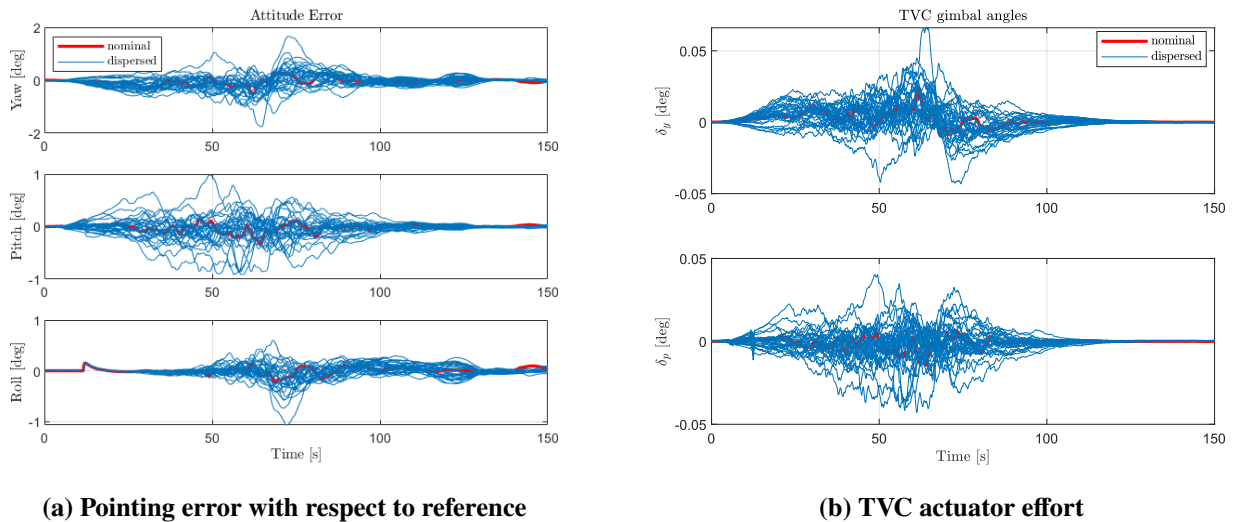 Attitude Error
2
0
-2
Yaw [deg]
nominal
dispersed
0
50
100
150
1
0
-1
Pitch [deg]
0
50
100
150
1
0
-1
Roll [deg]
0
50
100
150
Time [s]
(a) Pointing error with respect to reference
TVC gimbal angles
0.05
0
-0.05
δy [deg]
nominal
dispersed
0
50
100
150
0.05
0
-0.05
δp [deg]
0
50
100
150
Time [s]
(b) TVC actuator effort